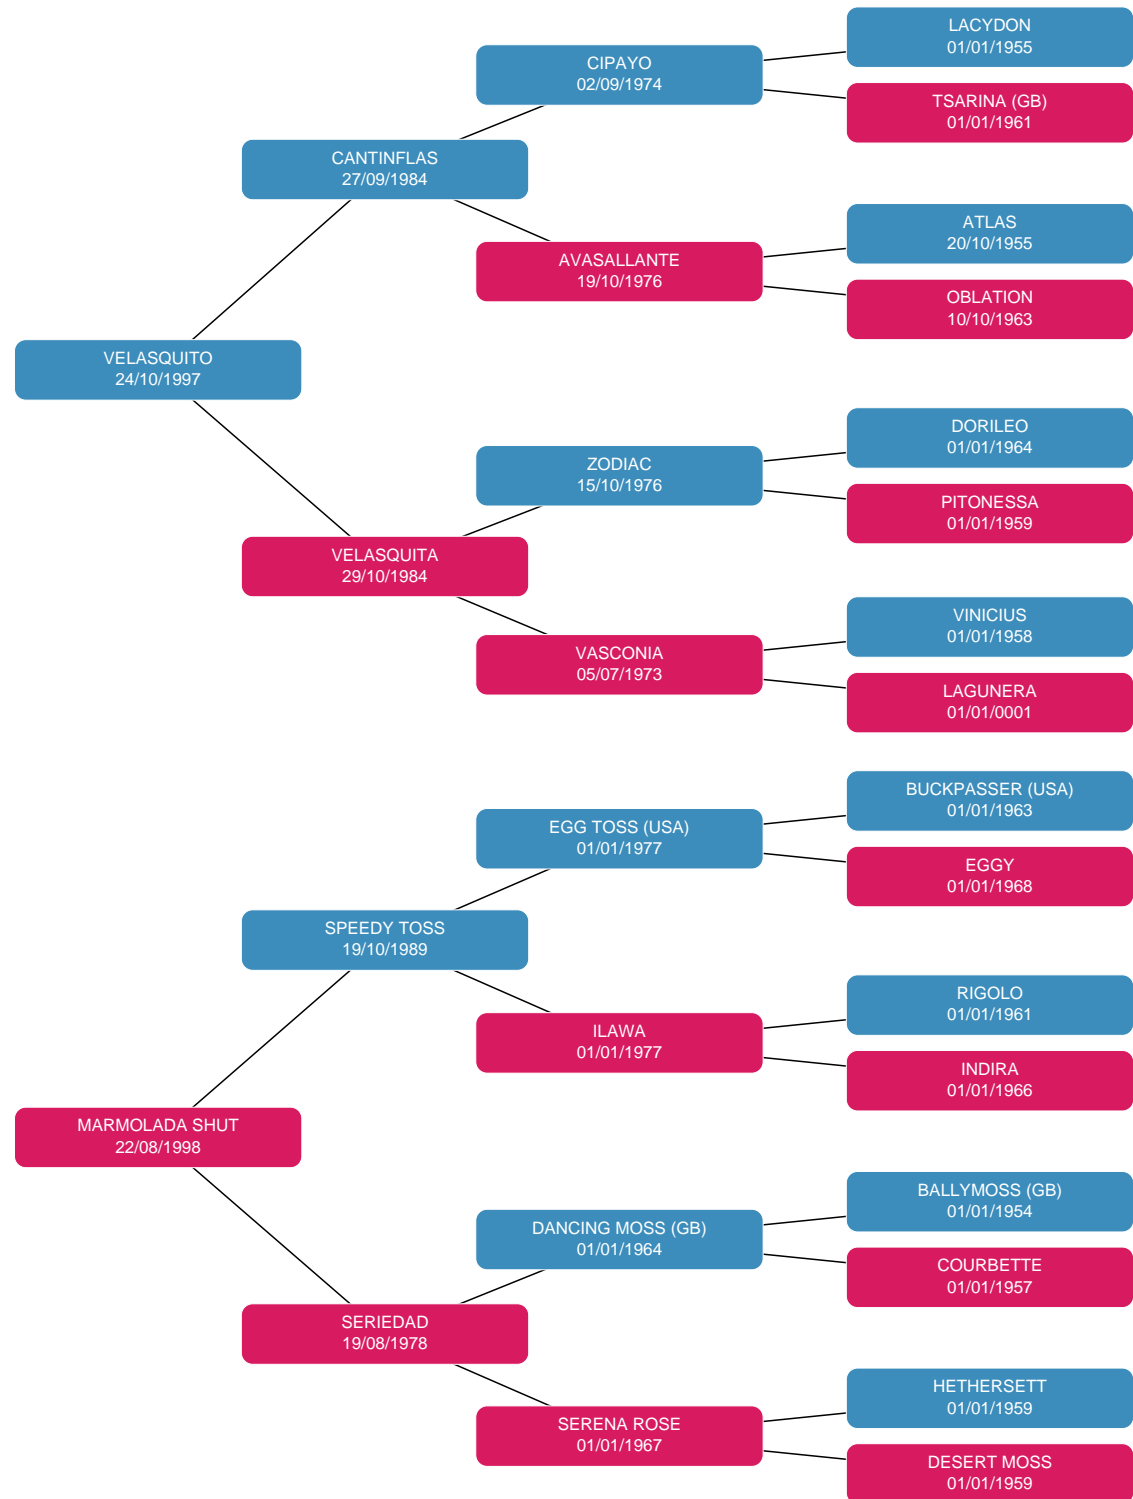 LACYDON
01/01/1955
CIPAYO
02/09/1974
TSARINA (GB)
01/01/1961
CANTINFLAS
27/09/1984
ATLAS
20/10/1955
AVASALLANTE
19/10/1976
OBLATION
10/10/1963
VELASQUITO
24/10/1997
DORILEO
01/01/1964
ZODIAC
15/10/1976
PITONESSA
01/01/1959
VELASQUITA
29/10/1984
VINICIUS
01/01/1958
VASCONIA
05/07/1973
LAGUNERA
01/01/0001
BUCKPASSER (USA)
01/01/1963
EGG TOSS (USA)
01/01/1977
EGGY
01/01/1968
SPEEDY TOSS
19/10/1989
RIGOLO
01/01/1961
ILAWA
01/01/1977
INDIRA
01/01/1966
MARMOLADA SHUT
22/08/1998
BALLYMOSS (GB)
01/01/1954
DANCING MOSS (GB)
01/01/1964
COURBETTE
01/01/1957
SERIEDAD
19/08/1978
HETHERSETT
01/01/1959
SERENA ROSE
01/01/1967
DESERT MOSS
01/01/1959